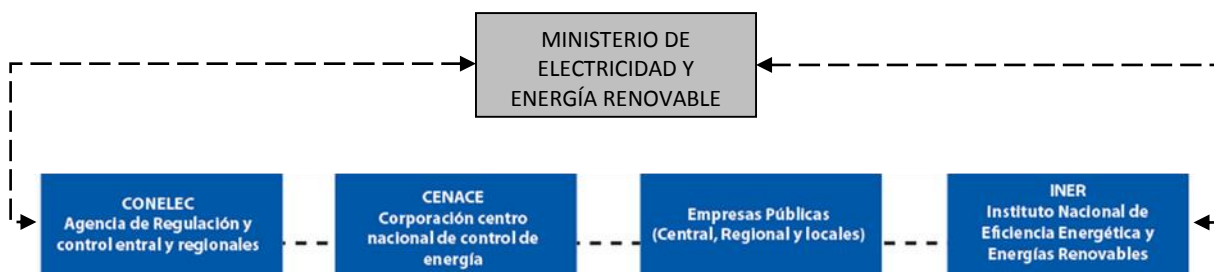 MINISTERIO DE
ELECTRICIDAD Y
ENERGÍA RENOVABLE
CONELEC
Agencia de Regulación y
control entral y regionales
CENACE
Corporación centro
nacional de control de
energía
Empresas Públicas
(Central, Regional y locales)
INER
Instituto Nacional de
Eficiencia Energética y
Energías Renovables